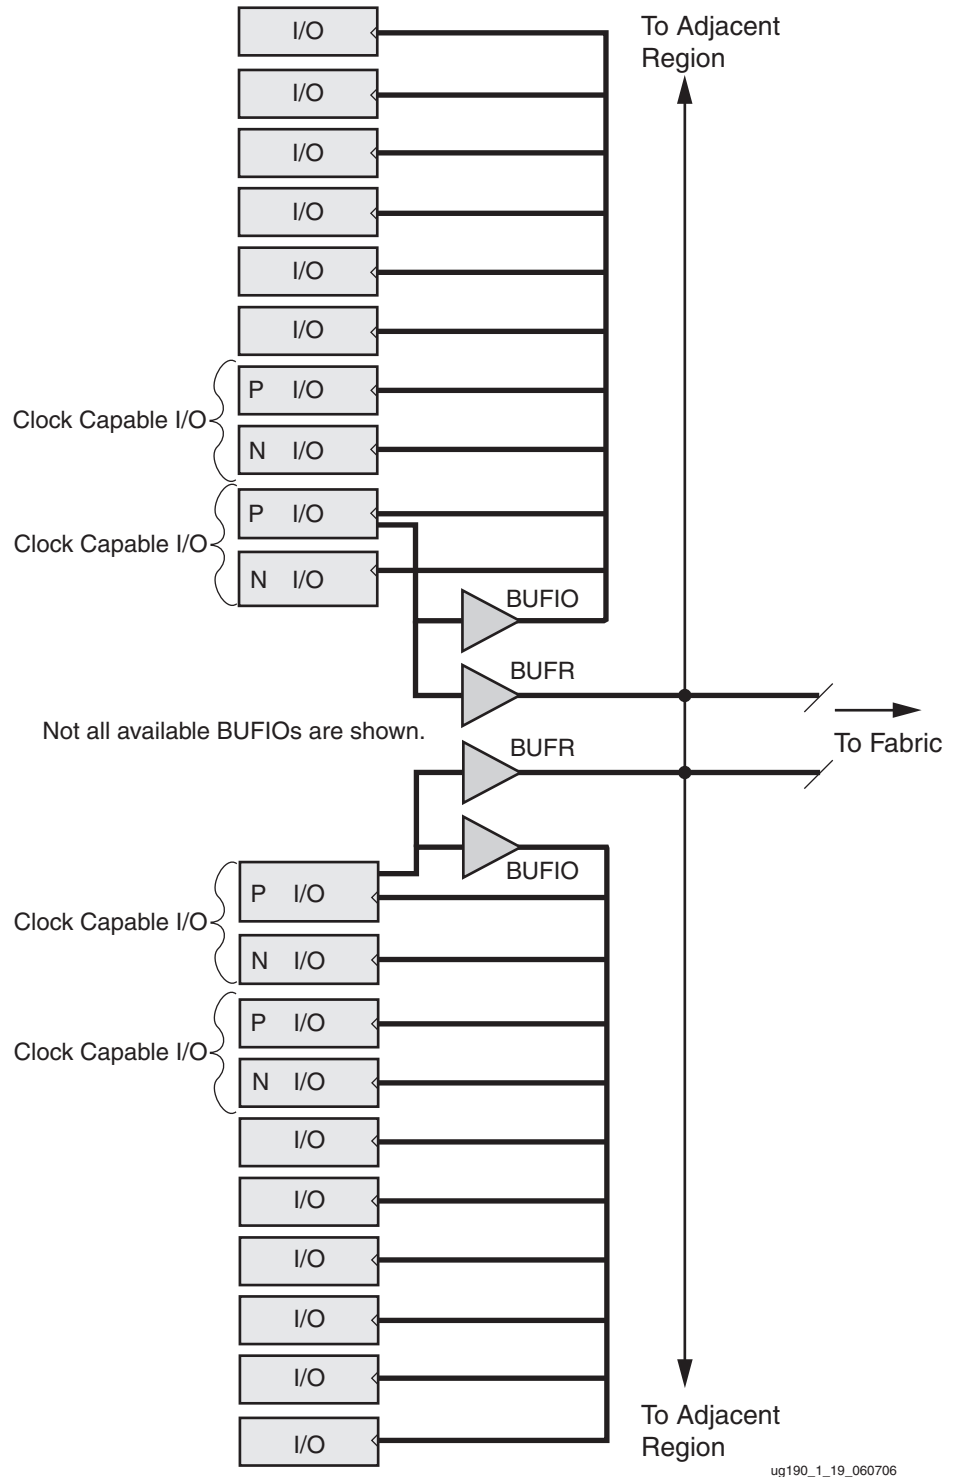 I/O
To Adjacent
Region
I/O
I/O
I/O
I/O
I/O
P I/O
Clock Capable I/O
N I/O
P I/O
Clock Capable I/O
N I/O
BUFIO
BUFR
Not all available BUFIOs are shown.
To Fabric
BUFR
BUFIO
P I/O
Clock Capable I/O
N I/O
P I/O
Clock Capable I/O
N I/O
I/O
I/O
I/O
I/O
I/O
I/O
To Adjacent
Region
ug190_1_19_060706